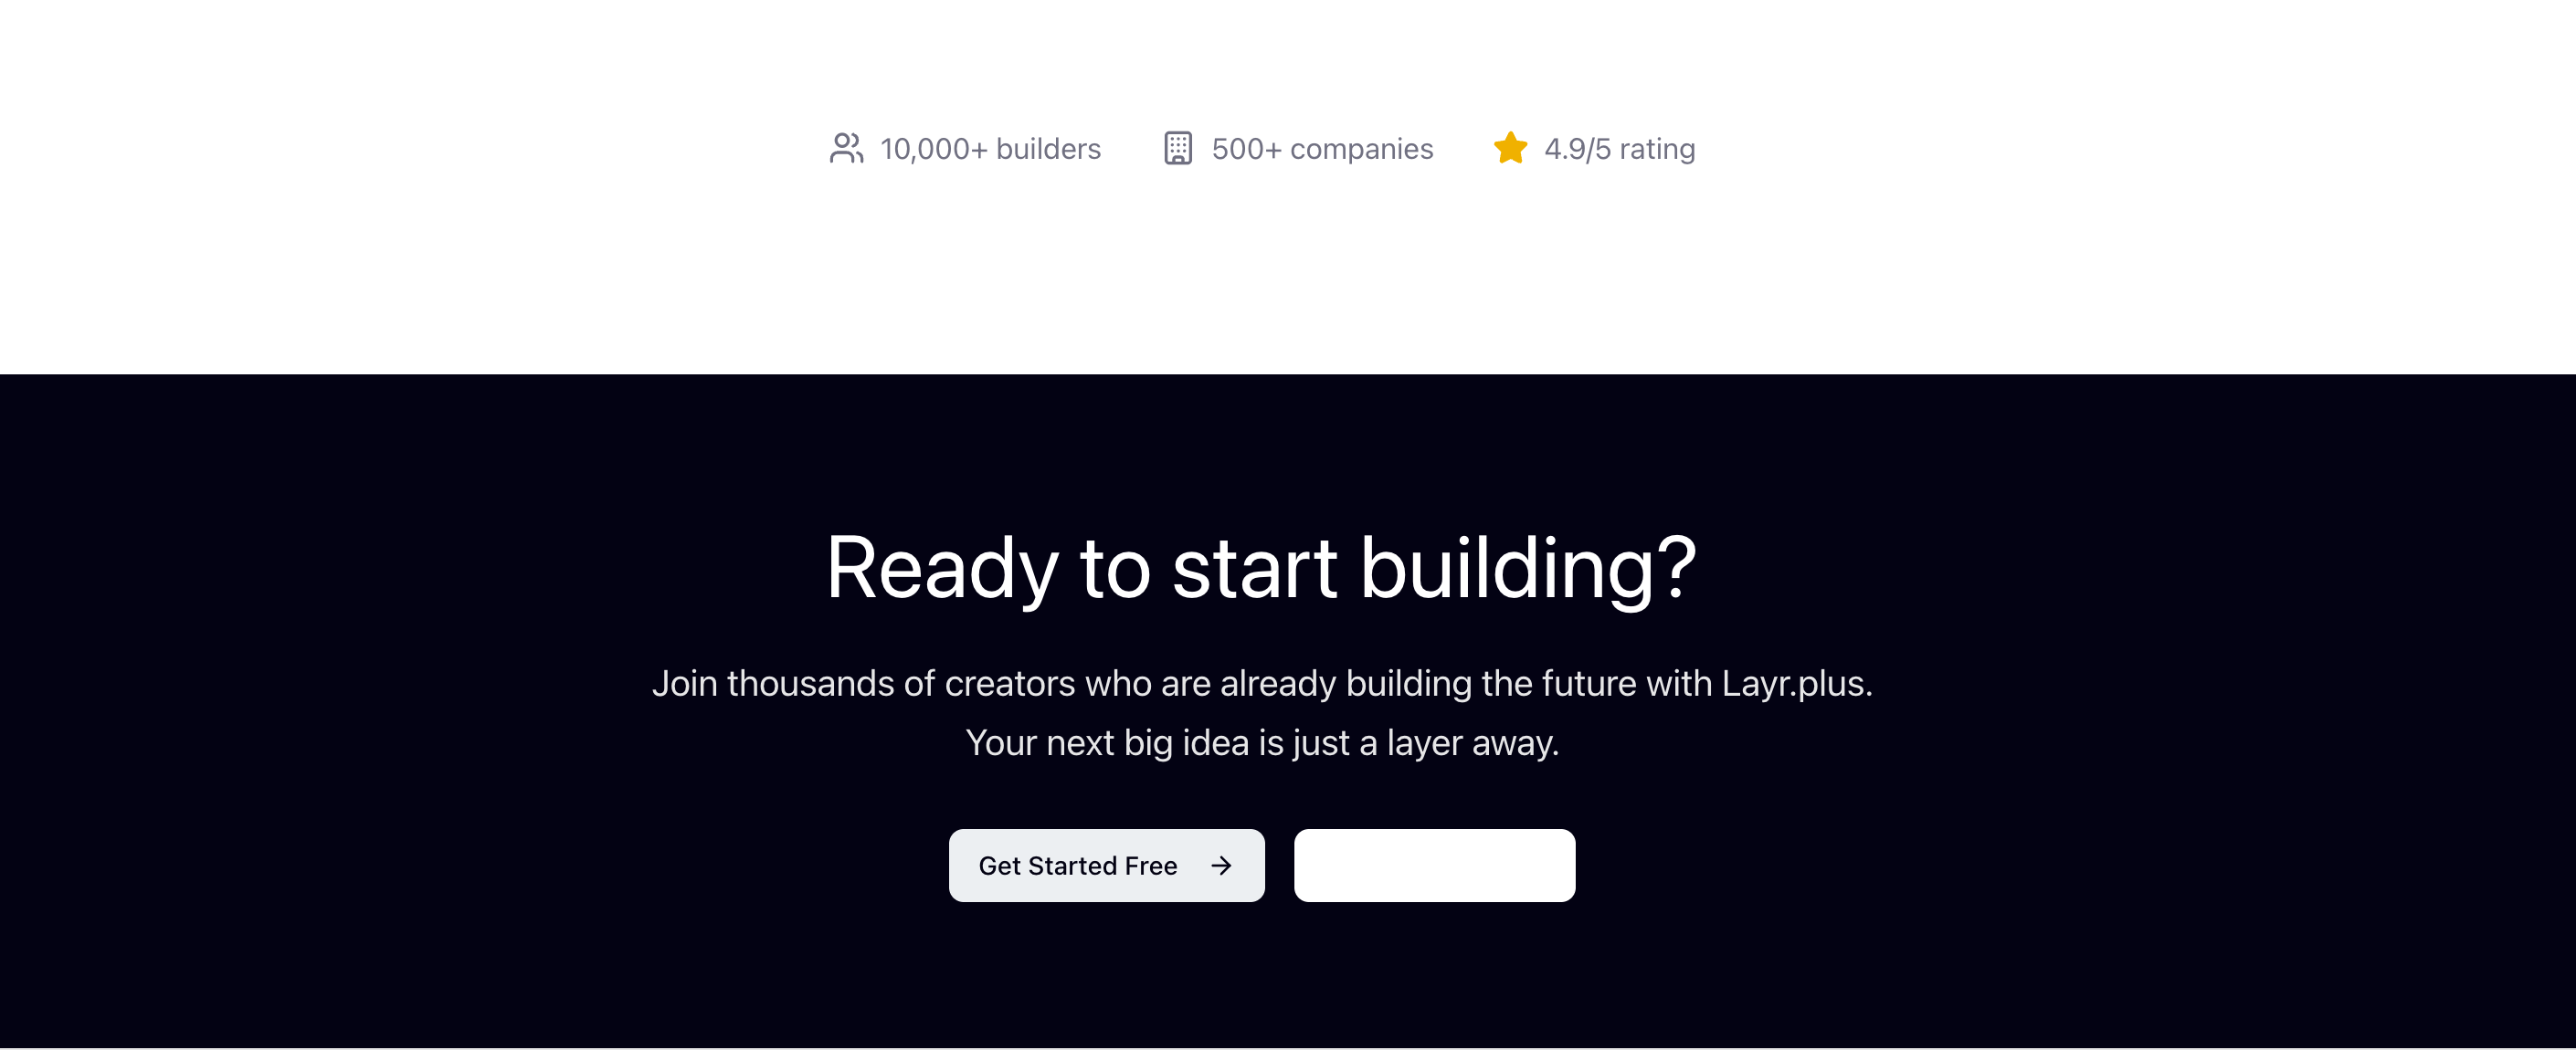 10,000+ builders 500+ companies 4.9/5 rating
Ready to start building?
Join thousands of creators who are already building the future with Layr.plus.
Your next big idea is just a layer away.
Get Started Free